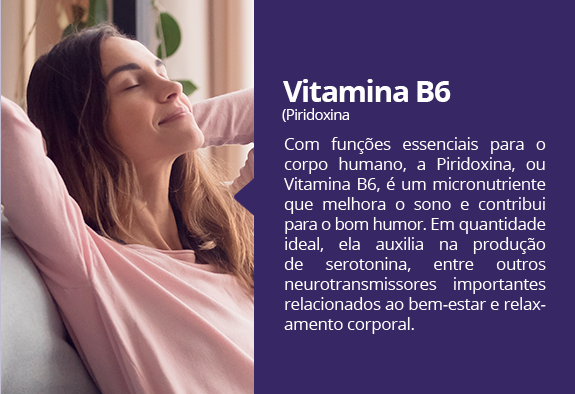 Vitamina B6
(Piridoxina
Com funções essenciais para o
corpo humano, a Piridoxina, ou
Vitamina B6, é um micronutriente
que melhora o sono e contribui
para o bom humor. Em quantidade
ideal, ela auxilia na produção
de serotonina, entre outros
neurotransmissores importantes
relacionados ao bem-estar e relax-
amento corporal.